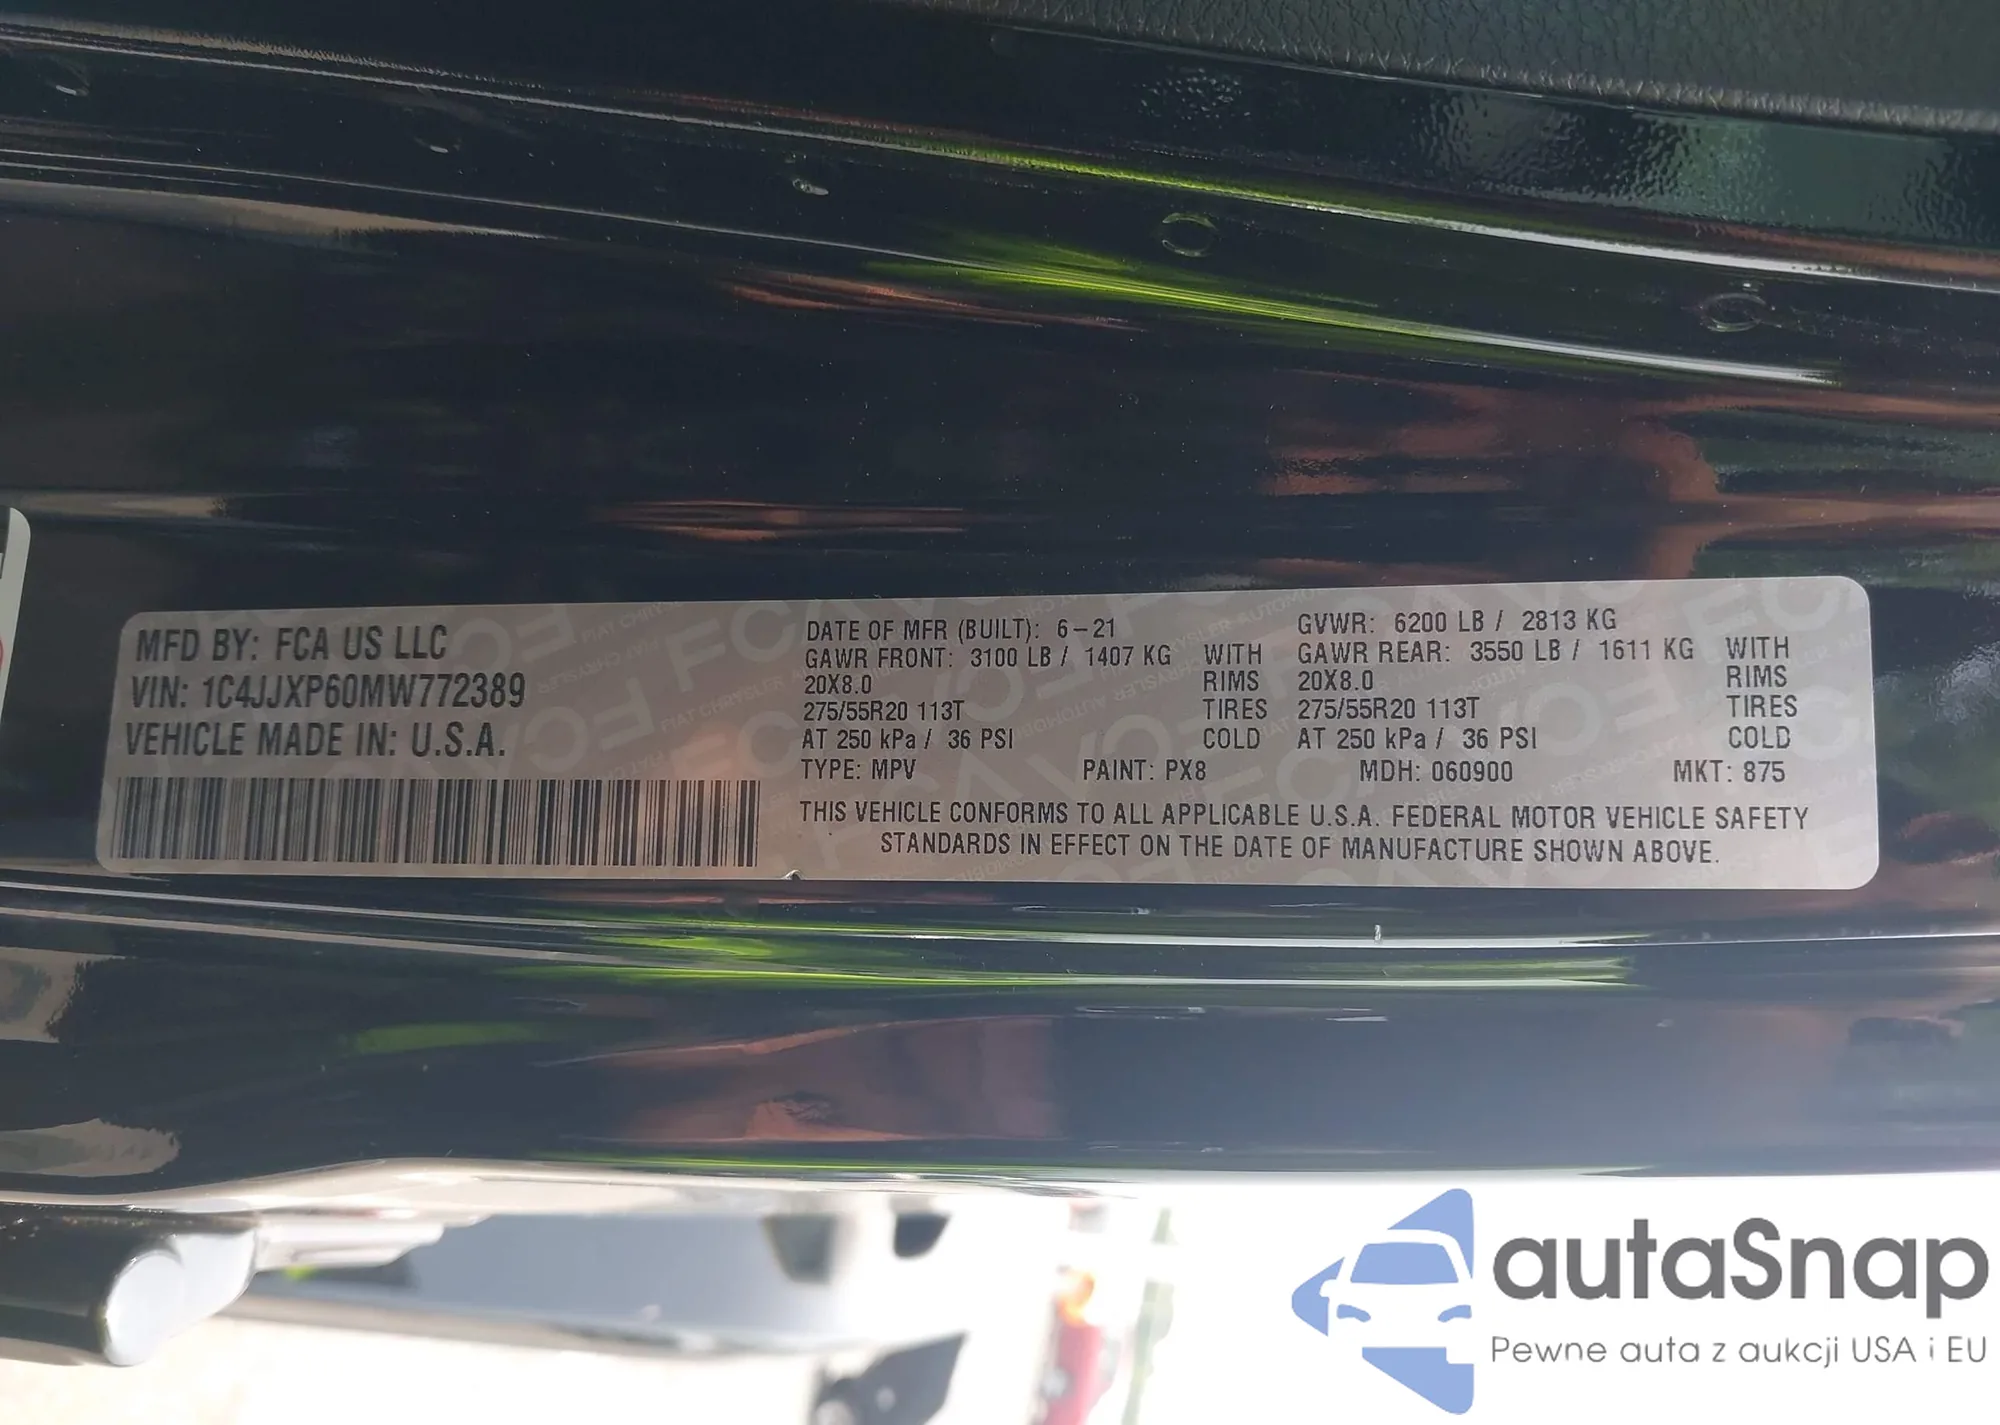 MFD BY: FCA US LLC
VIN: 1C4JJXP60MW772389
VEHICLE MADE IN: U.S.A.
DATE OF MFR (BUILT): 6-21 GVWR: 6200 LB / 2813 KG
GAWR FRONT: 3100 LB / 1407 KG WITH GAWR REAR: 3550 LB / 1611 KG WITH
20X8.0 RIMS 20X8.0 RIMS
275/55R20 113T TIRES 275/55R20 113T TIRES
AT 250 kPa / 36 PSI COLD AT 250 kPa / 36 PSI COLD
TYPE: MPV PAINT: PX8 MDH: 060900 MKT: 875
THIS VEHICLE CONFORMS TO ALL APPLICABLE U.S.A. FEDERAL MOTOR VEHICLE SAFETY
STANDARDS IN EFFECT ON THE DATE OF MANUFACTURE SHOWN ABOVE.
autaSnap
Pewne auta z aukcji USA i EU